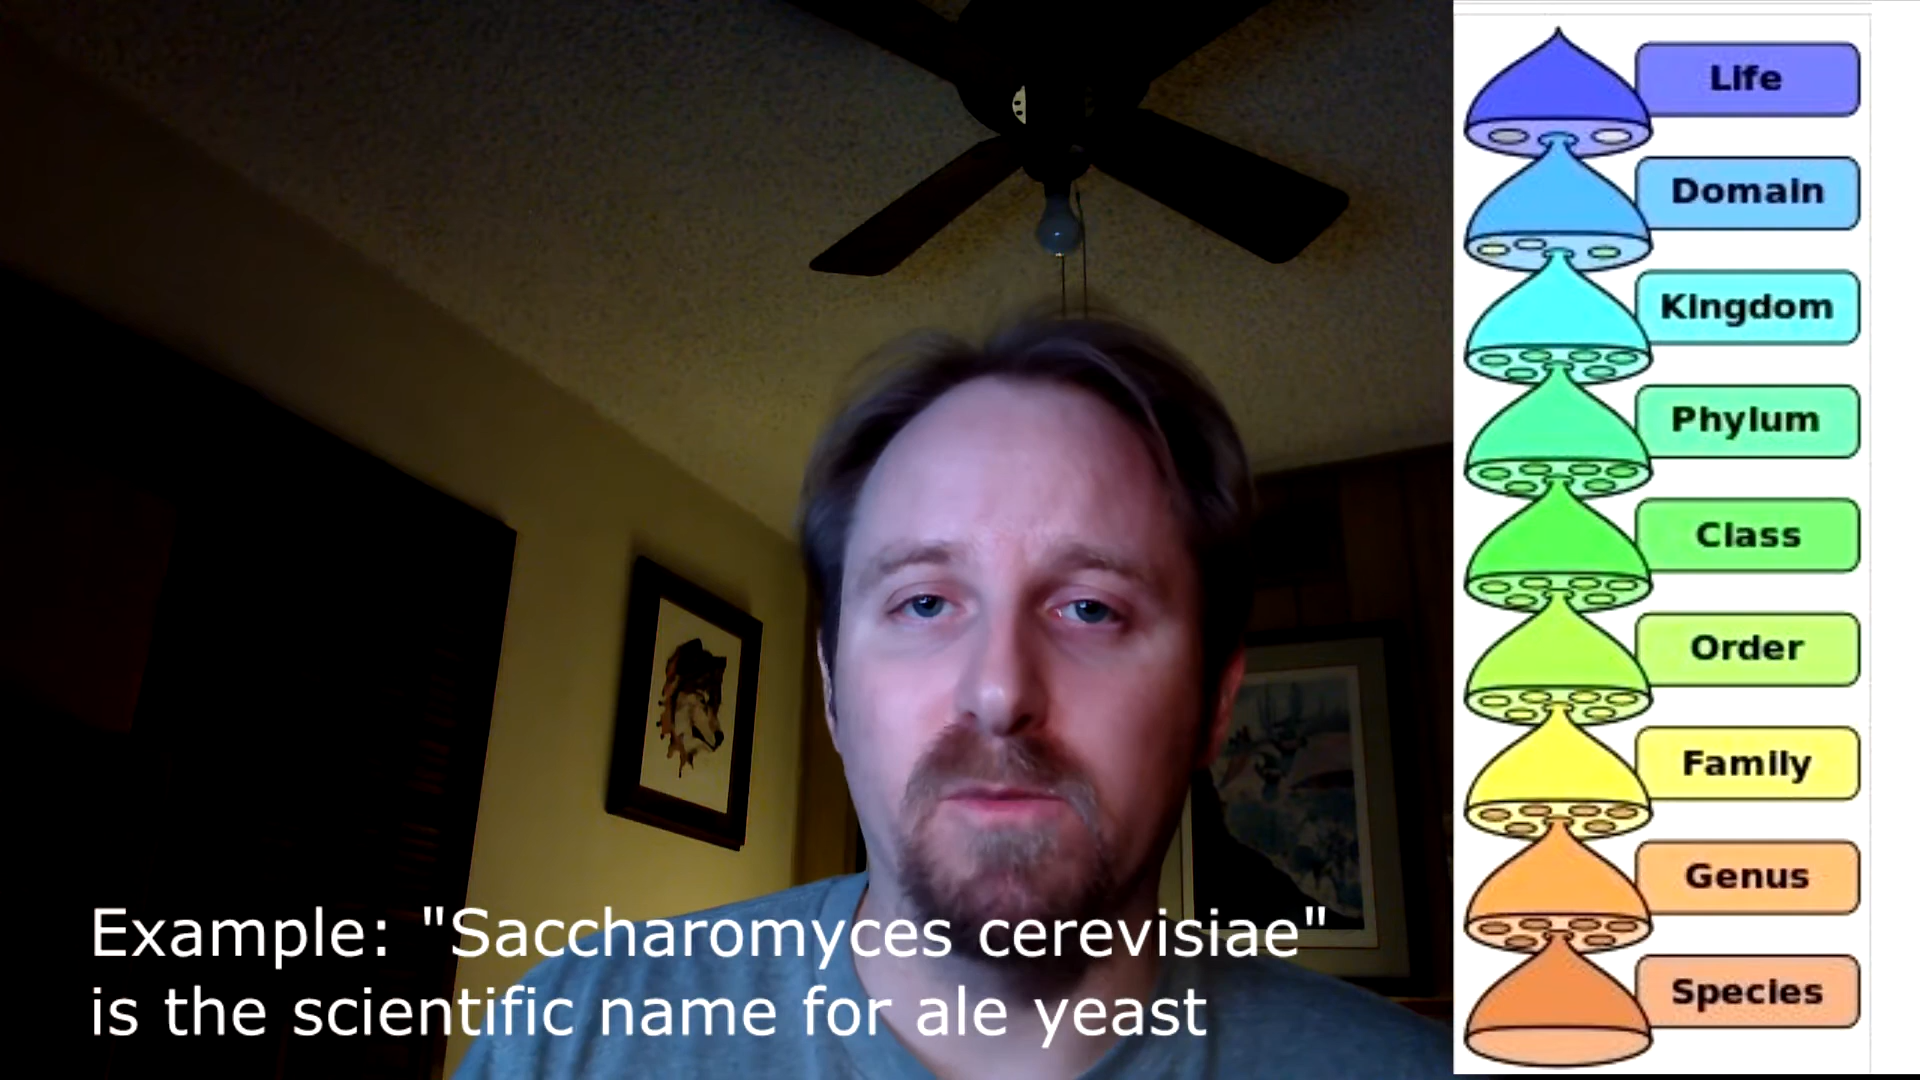 Life
Domain
Kingdom
Phylum
Class
Order
Family
Genus
Species
Example: "Saccharomyces cerevisiae"
is the scientific name for ale yeast